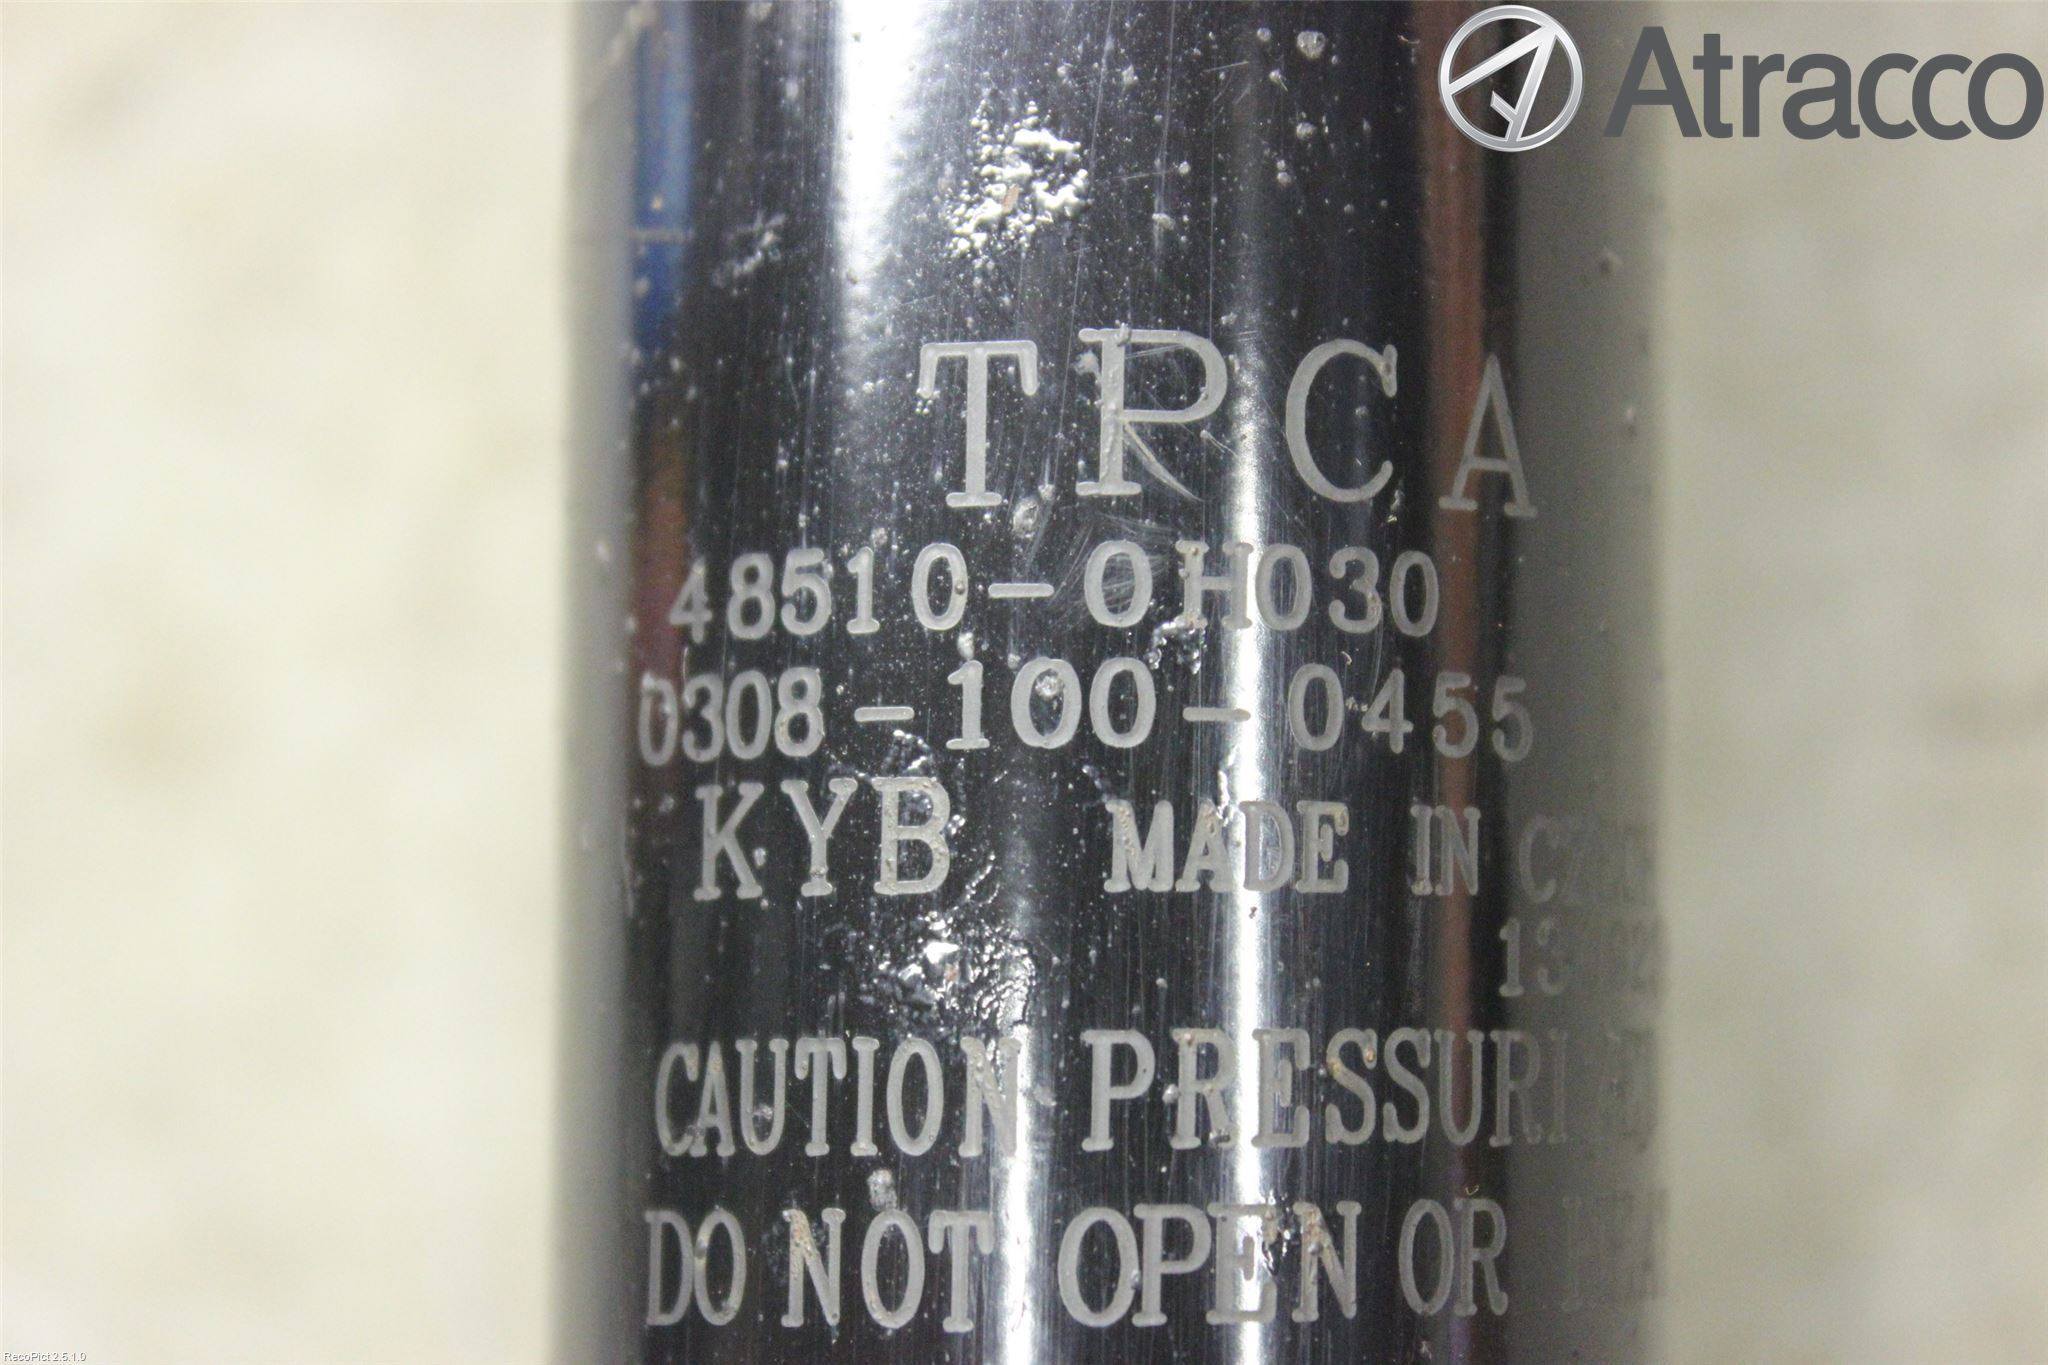 Atracco
TRCA
48510-0H030
0308-100-0455
KYB MADE IN
CAUTION
DO NOT OPEN OR
RecoPict 2.5.1.0